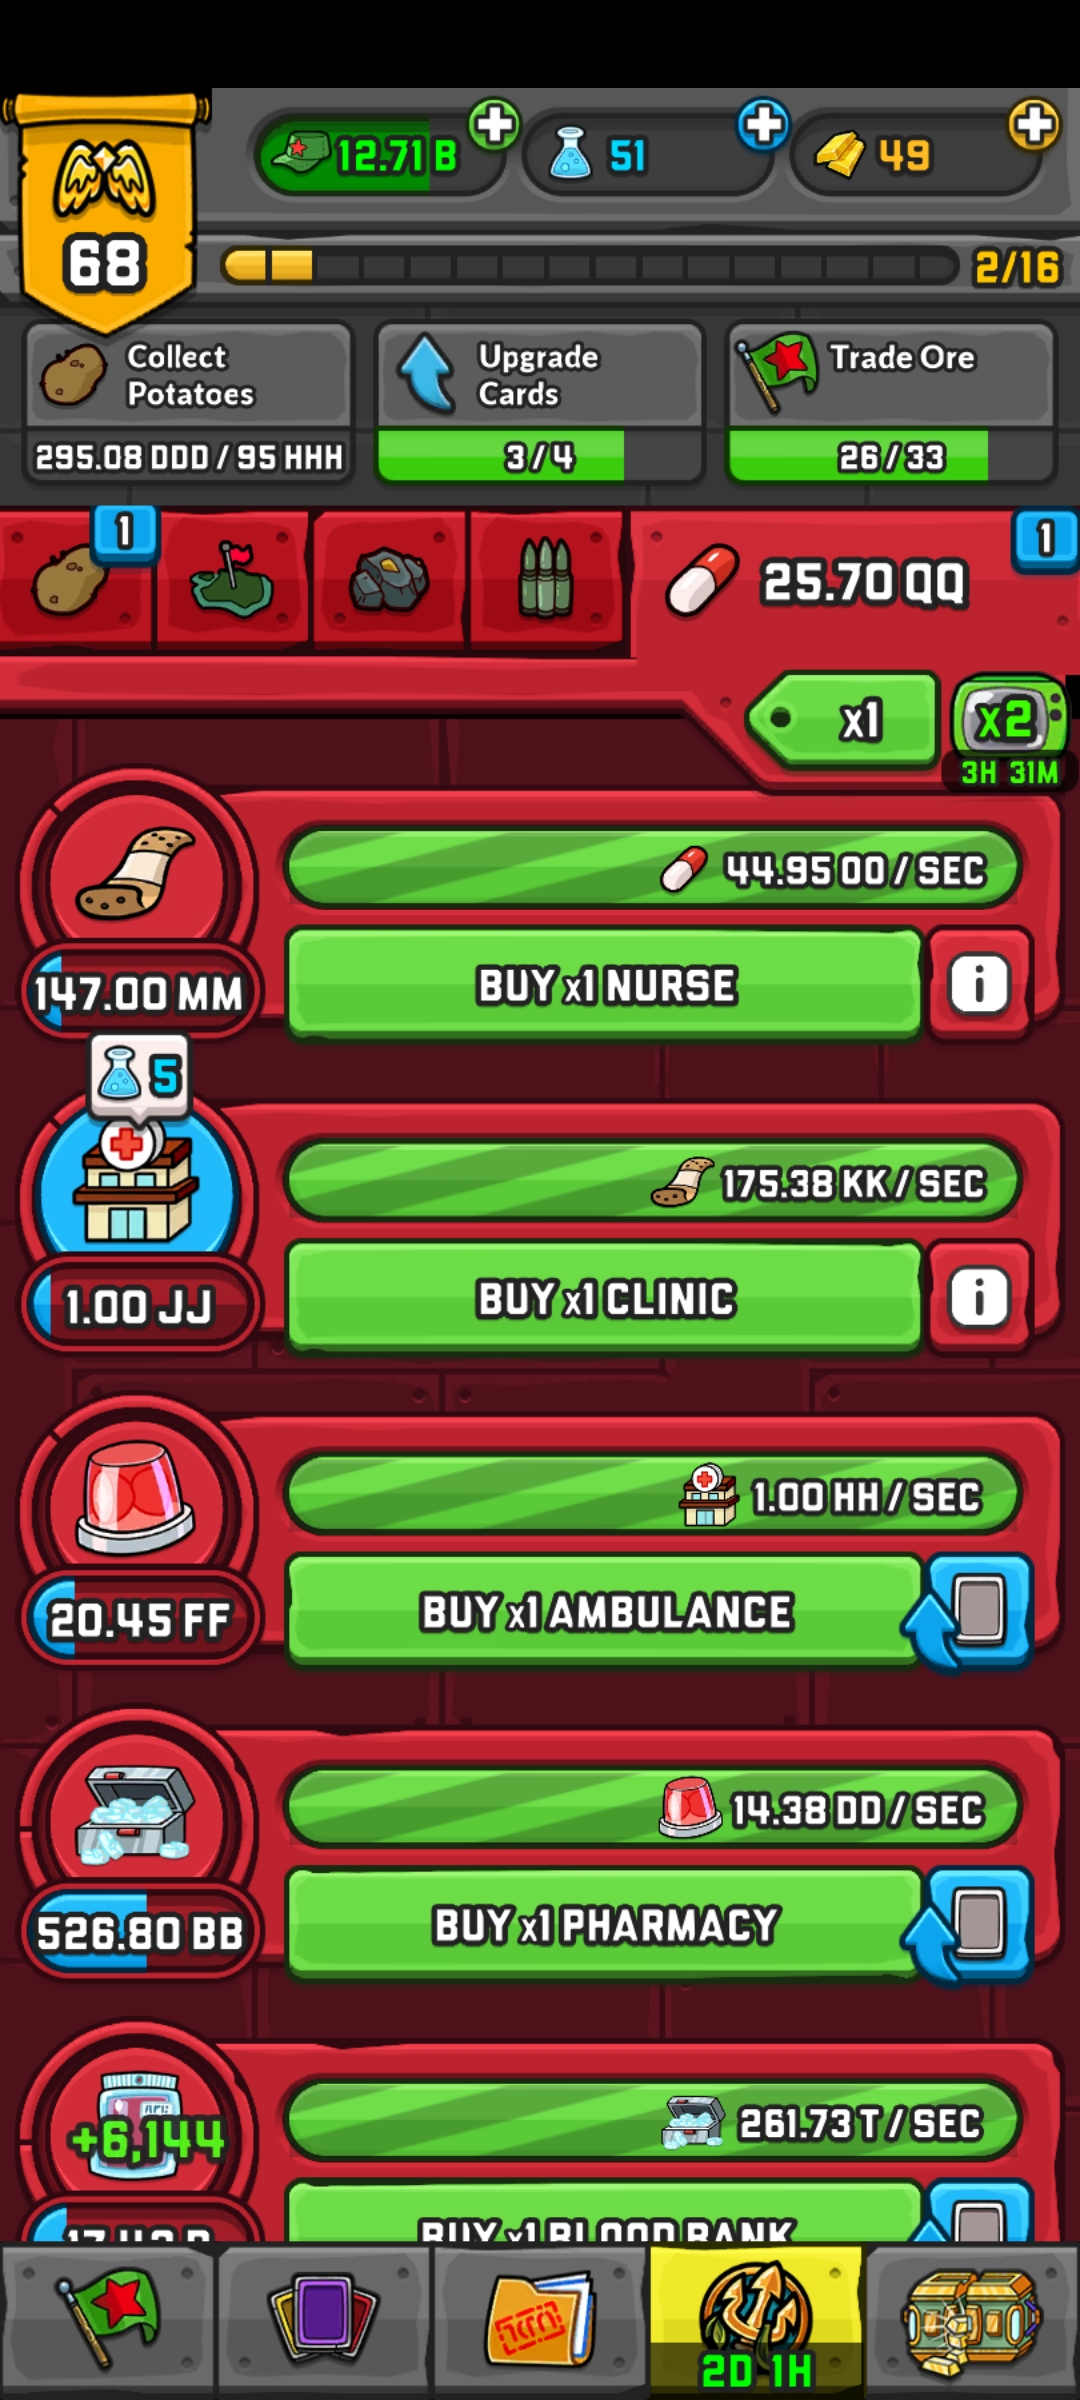 12.71 B
51
49
68
2/16
Collect
Potatoes
295.08 DDD / 95 HHH
Upgrade
Cards
3/4
Trade Ore
26/33
1
25.70 QQ
1
x1
x2
3H 31M
44.95 OO / SEC
147.00 MM
BUY x1 NURSE
i
5
175.38 KK / SEC
1.00 JJ
BUY x1 CLINIC
i
1.00 HH / SEC
20.45 FF
BUY x1 AMBULANCE
14.38 DD / SEC
526.80 BB
BUY x1 PHARMACY
261.73 T / SEC
+6,144
BUY x1 BLOOD BANK
2D 1H